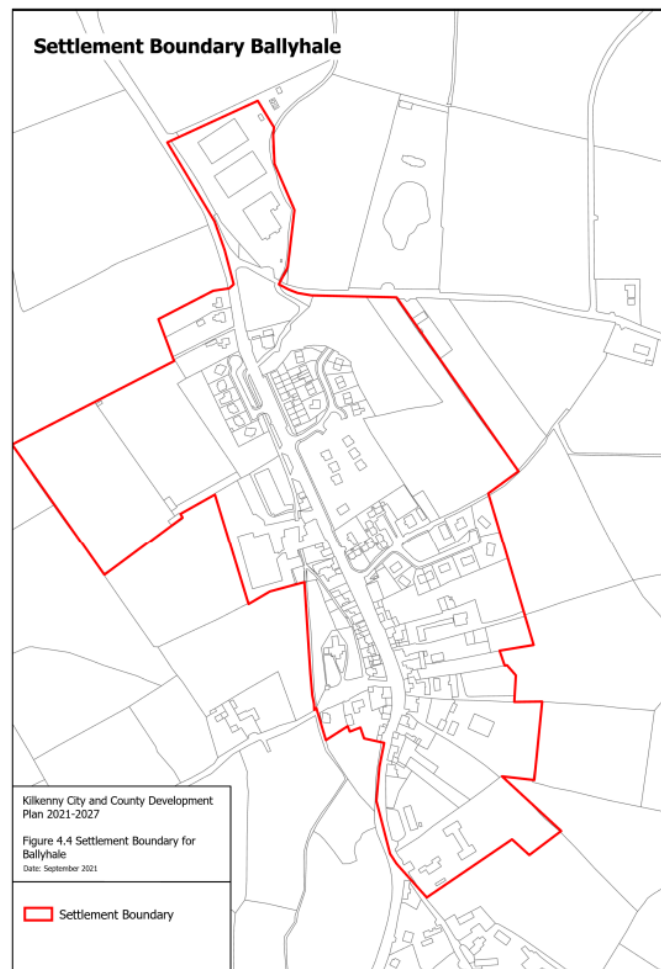 Settlement Boundary Ballyhale
Kilkenny City and County Development
Plan 2021-2027
Figure 4.4 Settlement Boundary for
Ballyhale
Date: September 2021
Settlement Boundary